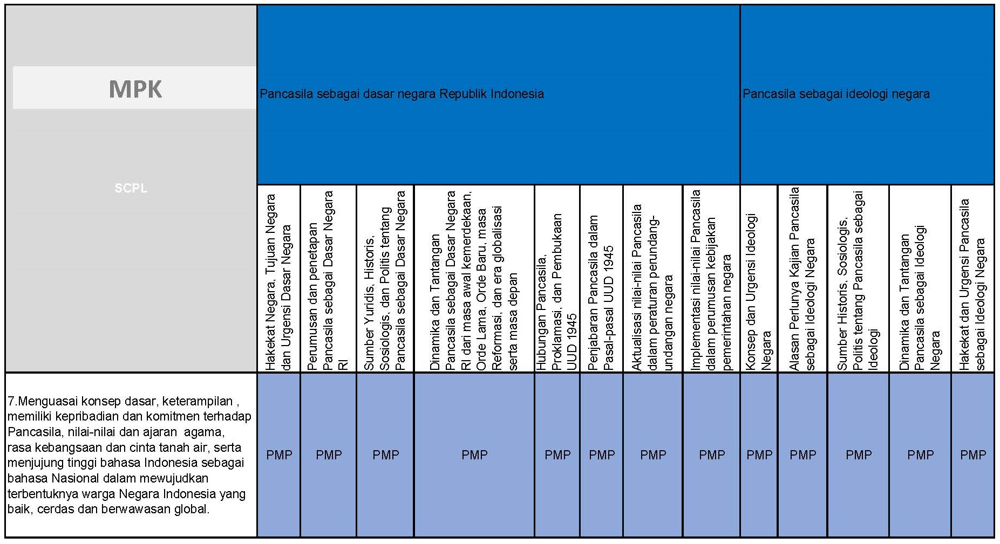 MPK
SCPL
Pancasila sebagai dasar negara Republik Indonesia
Pancasila sebagai ideologi negara
Hakekat Negara, Tujuan Negara
dan Urgensi Dasar Negara
Perumusan dan penetapan
Pancasila sebagai Dasar Negara
RI
Sumber Yuridis, Historis,
Sosiologis, dan Politis tentang
Pancasila sebagai Dasar Negara
Dinamika dan Tantangan
Pancasila sebagai Dasar Negara
RI dari masa awal kemerdekaan,
Orde Lama, Orde Baru, masa
Reformasi, dan era globalisasi
serta masa depan
Hubungan Pancasila,
Proklamasi, dan Pembukaan
UUD 1945
Penjabaran Pancasila dalam
Pasal-pasal UUD 1945
Aktualisasi nilai-nilai Pancasila
dalam peraturan perundang-
undangan negara
Implementasi nilai-nilai Pancasila
dalam perumusan kebijakan
pemerintahan negara
Konsep dan Urgensi Ideologi
Negara
Alasan Perlunya Kajian Pancasila
sebagai Ideologi Negara
Sumber Historis, Sosiologis,
Politis tentang Pancasila sebagai
Ideologi
Dinamika dan Tantangan
Pancasila sebagai Ideologi
Negara
Hakekat dan Urgensi Pancasila
sebagai Ideologi Negara
7.Menguasai konsep dasar, keterampilan ,
memiliki kepribadian dan komitmen terhadap
Pancasila, nilai-nilai dan ajaran  agama,
rasa kebangsaan dan cinta tanah air, serta
menjujung tinggi bahasa Indonesia sebagai
bahasa Nasional dalam mewujudkan
terbentuknya warga Negara Indonesia yang
baik, cerdas dan berwawasan global.
PMP PMP PMP PMP PMP PMP PMP PMP PMP PMP PMP PMP PMP